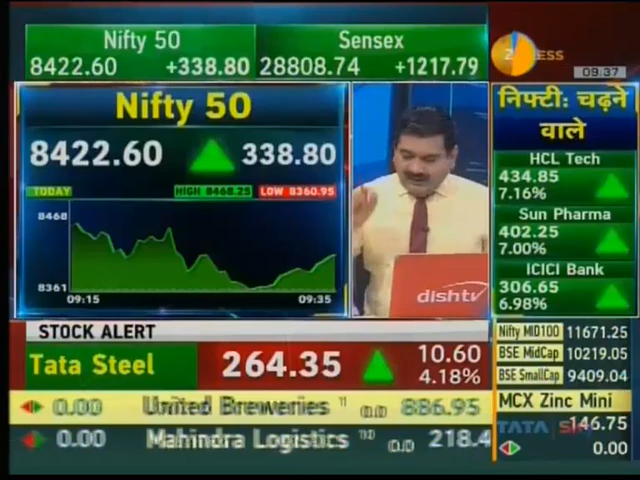 Nifty 50
8422.60 +338.80
Sensex
28808.74 +1217.79
09:37
Nifty 50
8422.60 338.80
TODAY HIGH 8468.25 LOW 8360.95
8468
8361
09:15 09:35
dishtv
निफ्टी: चढ़ने
वाले
HCL Tech
434.85
7.16%
Sun Pharma
402.25
7.00%
ICICI Bank
306.65
6.98%
STOCK ALERT
Tata Steel 264.35 10.60
4.18%
Nifty MID100 11671.25
BSE MidCap 10219.05
BSE SmallCap 9409.04
MCX Zinc Mini
146.75
0.00
TATA
0.00 United Breweries 0.0 886.95
0.00 Mahindra Logistics 0.0 218.4